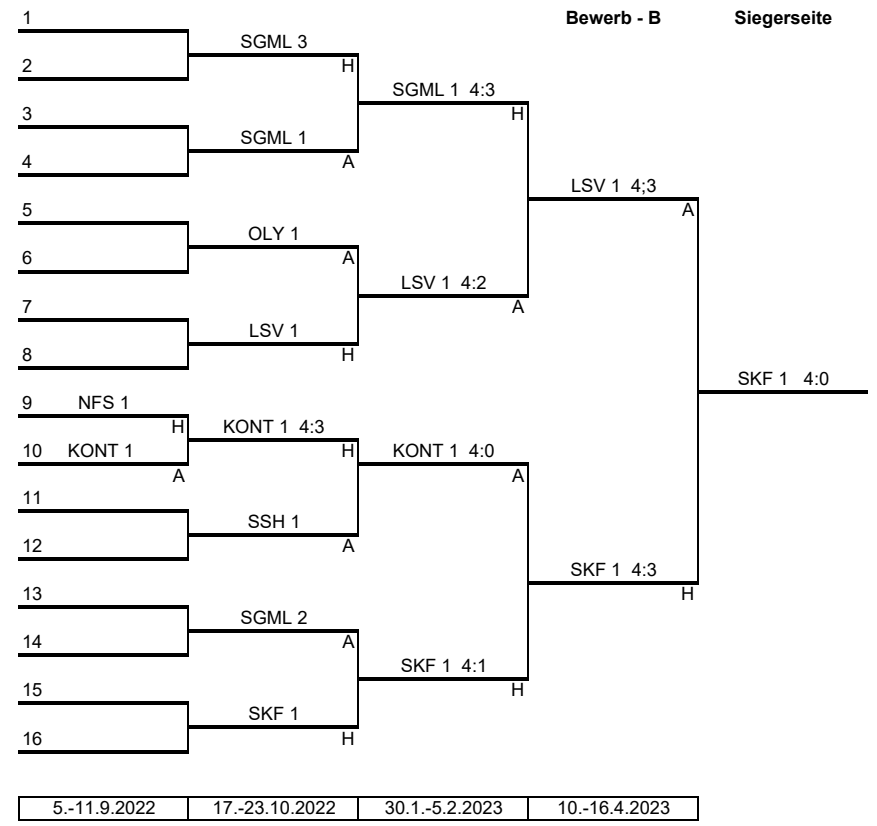 1 Bewerb - B Siegerseite
SGML 3
2 H
SGML 1 4:3
3 H
SGML 1
4 A
LSV 1 4;3
5 A
OLY 1
6 A
LSV 1 4:2
7 A
LSV 1
8 H
SKF 1 4:0
9 NFS 1
H KONT 1 4:3
10 KONT 1 H KONT 1 4:0
A A
11
SSH 1
12 A
SKF 1 4:3
13 H
SGML 2
14 A
SKF 1 4:1
15 H
SKF 1
16 H
5.-11.9.2022 17.-23.10.2022 30.1.-5.2.2023 10.-16.4.2023